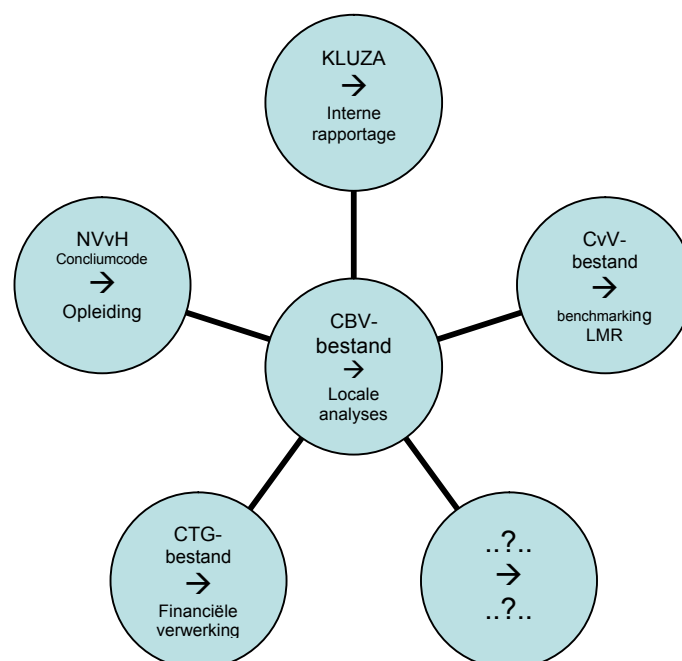 KLUZA
→
Interne
rapportage
NVvH
Concliumcode
→
Opleiding
CvV-
bestand
→
benchmarking
LMR
CBV-
bestand
→
Locale
analyses
CTG-
bestand
→
Financiële
verwerking
..?..
→
..?..